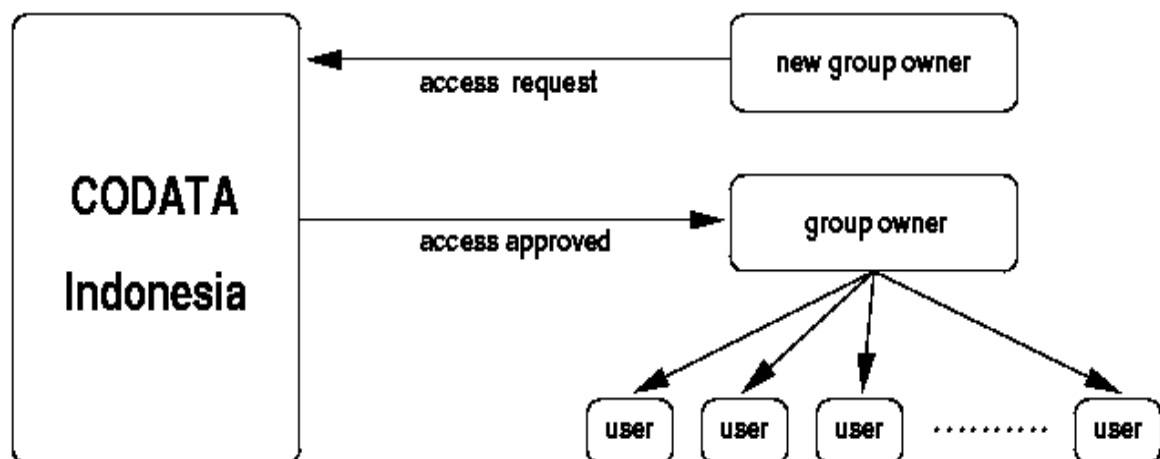 CODATA
Indonesia
access request
new group owner
access approved
group owner
user
user
user
user